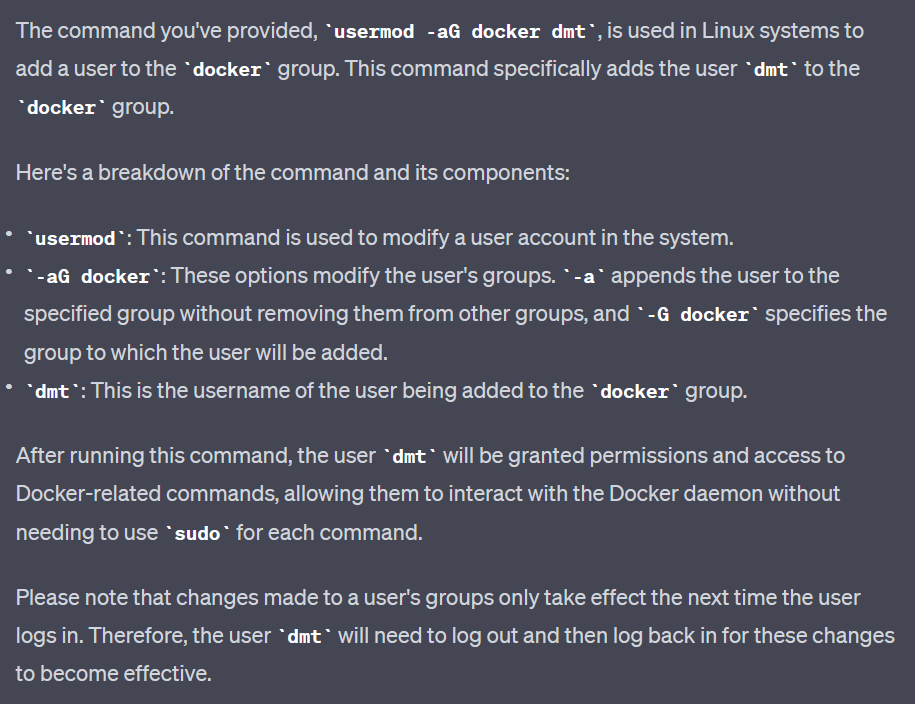 The command you've provided, `usermod -aG docker dmt`, is used in Linux systems to
add a user to the `docker` group. This command specifically adds the user `dmt` to the
`docker` group.
Here's a breakdown of the command and its components:
• `usermod`: This command is used to modify a user account in the system.
• `-aG docker`: These options modify the user's groups. `-a` appends the user to the
specified group without removing them from other groups, and `-G docker` specifies the
group to which the user will be added.
• `dmt`: This is the username of the user being added to the `docker` group.
After running this command, the user `dmt` will be granted permissions and access to
Docker-related commands, allowing them to interact with the Docker daemon without
needing to use `sudo` for each command.
Please note that changes made to a user's groups only take effect the next time the user
logs in. Therefore, the user `dmt` will need to log out and then log back in for these changes
to become effective.